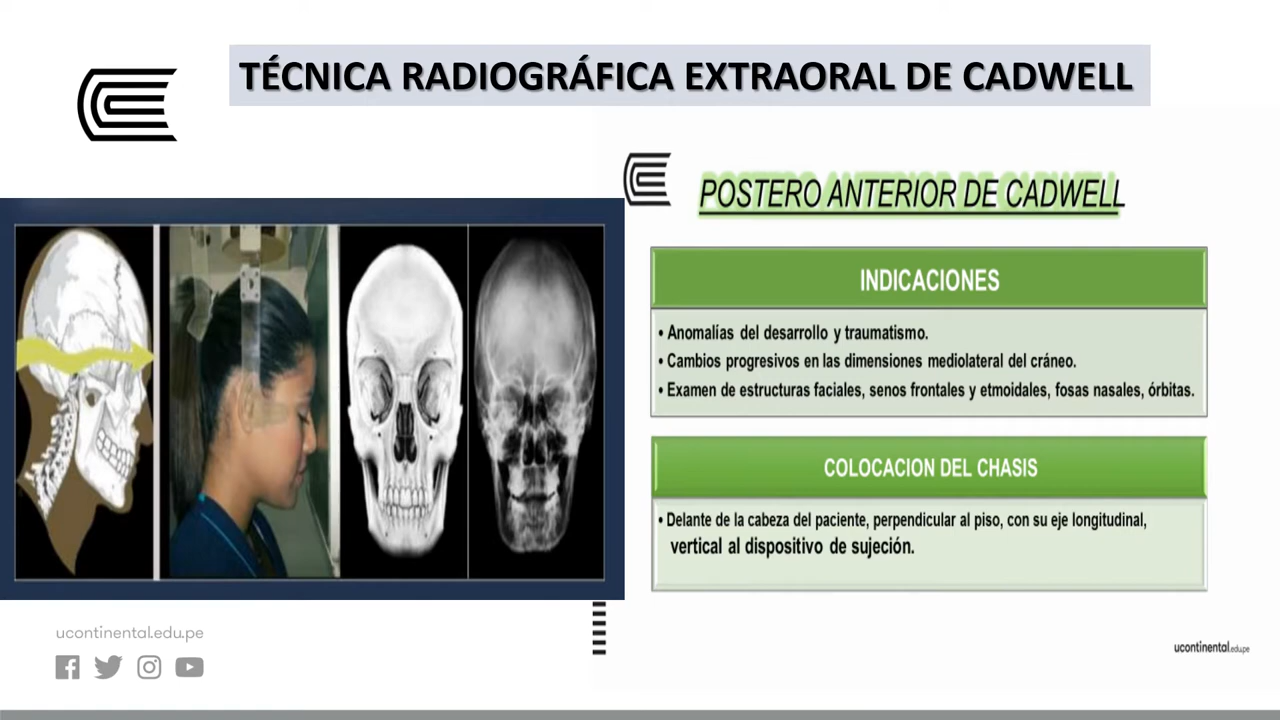 TÉCNICA RADIOGRÁFICA EXTRAORAL DE CADWELL
POSTERO ANTERIOR DE CADWELL
INDICACIONES
• Anomalías del desarrollo y traumatismo.
• Cambios progresivos en las dimensiones mediolateral del cráneo.
• Examen de estructuras faciales, senos frontales y etmoidales, fosas nasales, órbitas.
COLOCACION DEL CHASIS
• Delante de la cabeza del paciente, perpendicular al piso, con su eje longitudinal,
vertical al dispositivo de sujeción.
ucontinental.edu.pe
ucontinental.edu.pe